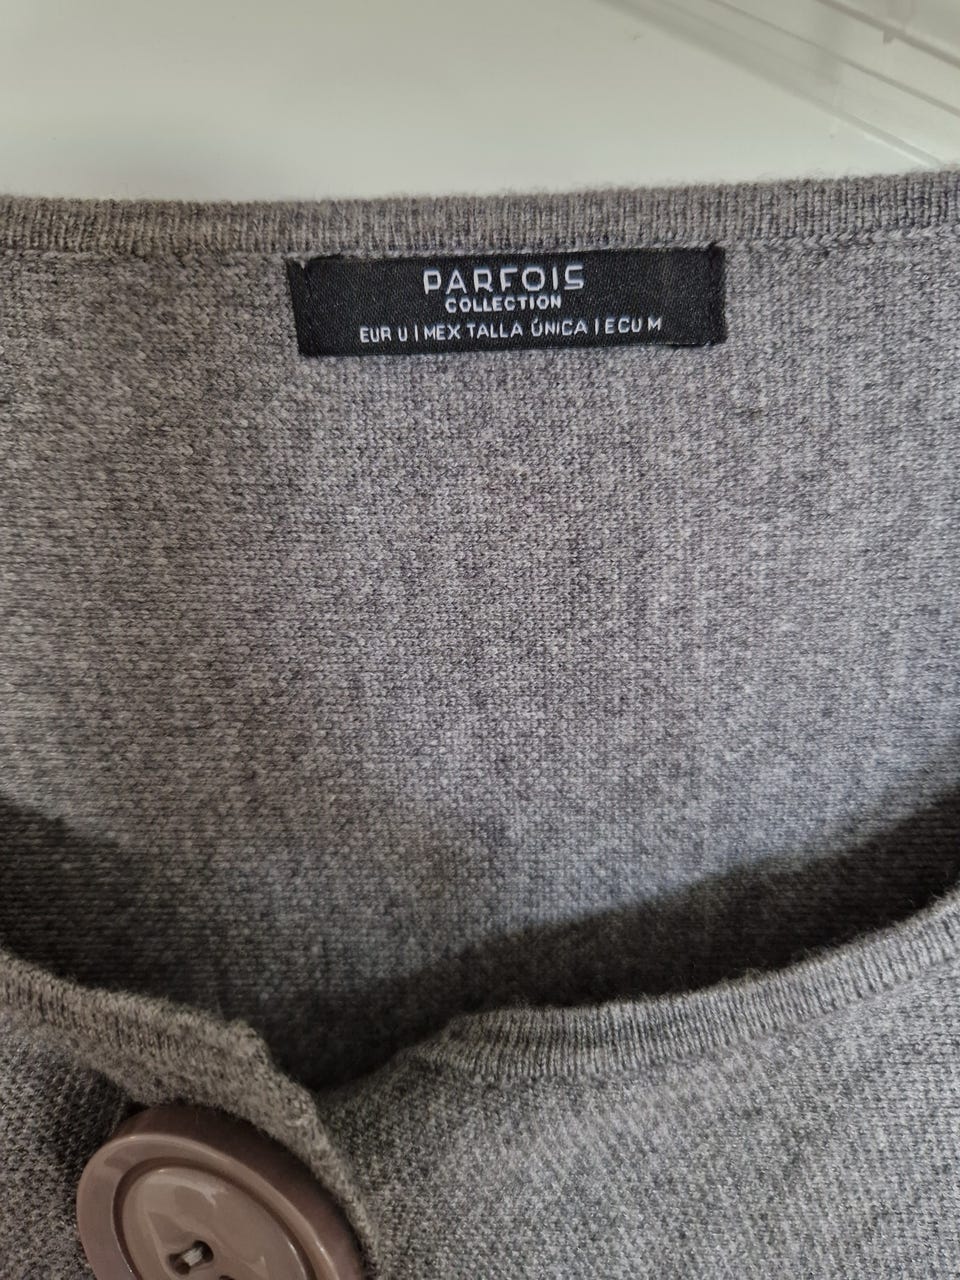 PARFOIS
COLLECTION
EUR U | MEX TALLA ÚNICA | ECU M